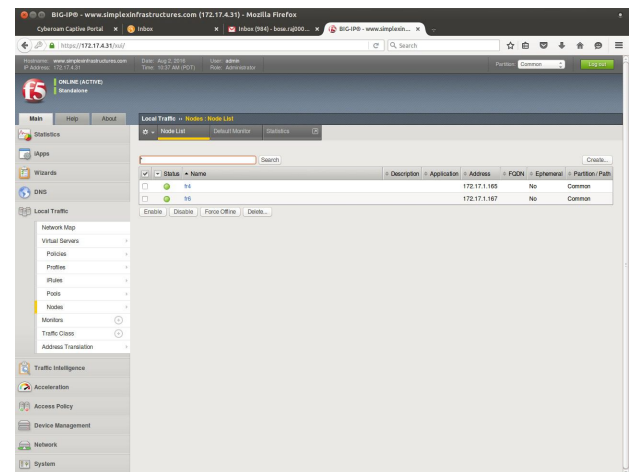 BIG-IP® - www.simplexinfrastructures.com (172.17.4.31) - Mozilla Firefox
Cyberoam Captive Portal × Inbox × Inbox (984) - bose.raj000... × BIG-IP® - www.simplexin... ×
https://172.17.4.31/xui/ Search
Hostname: www.simplexinfrastructures.com Date: Aug 2, 2016 User: admin
IP Address: 172.17.4.31 Time: 10:37 AM (PDT) Role: Administrator
Partition: Common Log out
f5 ONLINE (ACTIVE)
Standalone
Main Help About
Local Traffic ›› Nodes : Node List
Node List Default Monitor Statistics
Statistics
iApps
Wizards
DNS
Local Traffic
Network Map
Virtual Servers
Policies
Profiles
iRules
Pools
Nodes
Monitors
Traffic Class
Address Translation
Traffic Intelligence
Acceleration
Access Policy
Device Management
Network
System
* Search Create...
Status Name Description Application Address FQDN Ephemeral Partition / Path
fr4 172.17.1.165 No Common
fr6 172.17.1.167 No Common
Enable Disable Force Offline Delete...